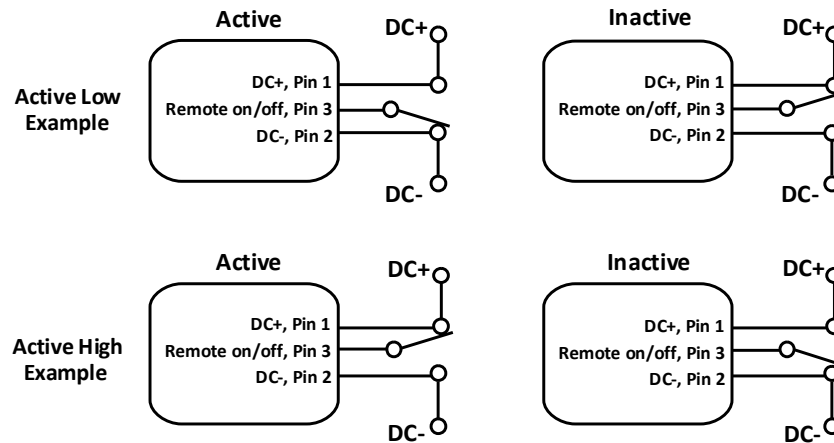 Active
DC+
DC+, Pin 1
Active Low
Example
Remote on/off, Pin 3
DC-, Pin 2
DC-
Inactive
DC+
DC+, Pin 1
Remote on/off, Pin 3
DC-, Pin 2
DC-
Active
DC+
DC+, Pin 1
Active High
Example
Remote on/off, Pin 3
DC-, Pin 2
DC-
Inactive
DC+
DC+, Pin 1
Remote on/off, Pin 3
DC-, Pin 2
DC-